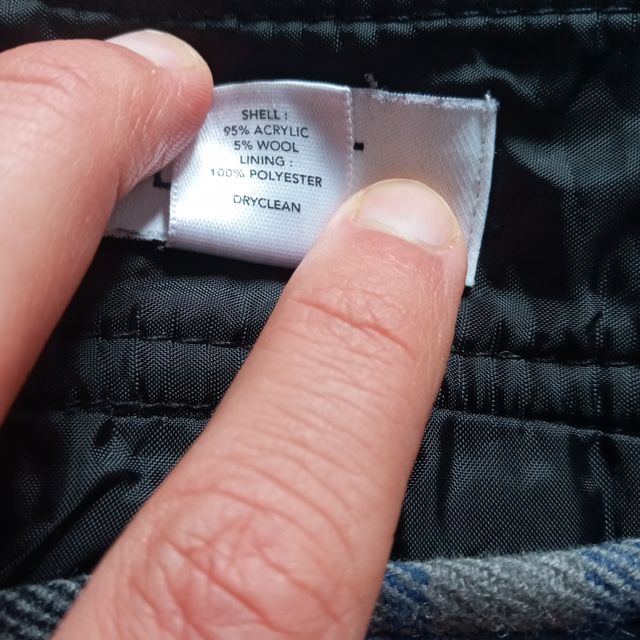 SHELL :
95% ACRYLIC
5% WOOL
LINING :
100% POLYESTER
DRYCLEAN